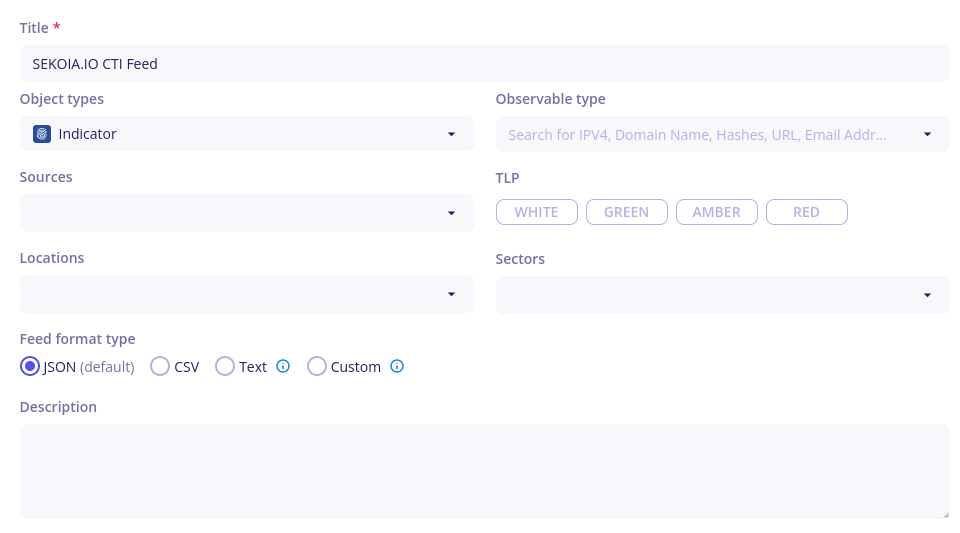 Title *
SEKOIA.IO CTI Feed
Object types
Observable type
Indicator
Search for IPV4, Domain Name, Hashes, URL, Email Addr...
Sources
TLP
WHITE GREEN AMBER RED
Locations
Sectors
Feed format type
JSON (default) CSV Text Custom
Description